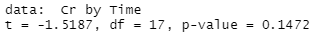 data:  Cr by Time
t = -1.5187, df = 17, p-value = 0.1472